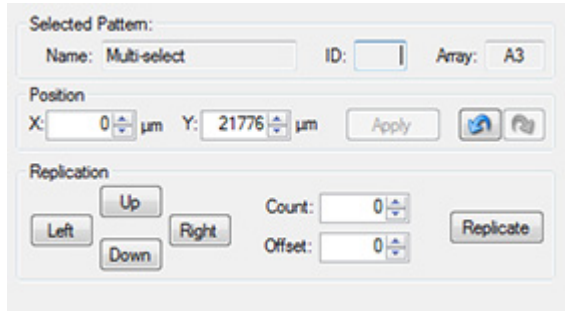 Selected Pattern:
Name: Multi-select ID: Array: A3
Position
X: 0 µm Y: 21776 µm Apply
Replication
Up
Left Right
Down
Count: 0
Offset: 0
Replicate